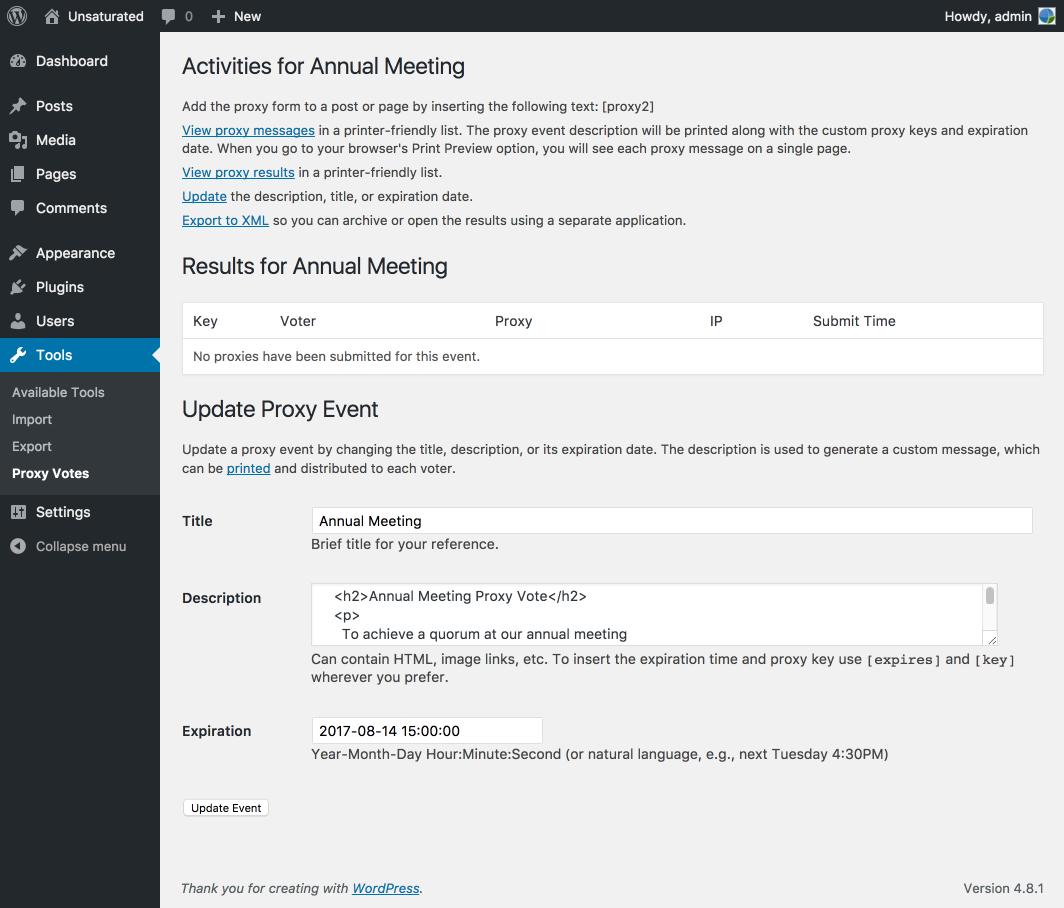 Unsaturated 0 New Howdy, admin
Dashboard
Posts
Media
Pages
Comments
Appearance
Plugins
Users
Tools
Available Tools
Import
Export
Proxy Votes
Settings
Collapse menu
Activities for Annual Meeting
Add the proxy form to a post or page by inserting the following text: [proxy2]
View proxy messages in a printer-friendly list. The proxy event description will be printed along with the custom proxy keys and expiration
date. When you go to your browser's Print Preview option, you will see each proxy message on a single page.
View proxy results in a printer-friendly list.
Update the description, title, or expiration date.
Export to XML so you can archive or open the results using a separate application.
Results for Annual Meeting
Key Voter Proxy IP Submit Time
No proxies have been submitted for this event.
Update Proxy Event
Update a proxy event by changing the title, description, or its expiration date. The description is used to generate a custom message, which
can be printed and distributed to each voter.
Title Annual Meeting
Brief title for your reference.
Description <h2>Annual Meeting Proxy Vote</h2>
<p>
To achieve a quorum at our annual meeting
Can contain HTML, image links, etc. To insert the expiration time and proxy key use [expires] and [key]
wherever you prefer.
Expiration 2017-08-14 15:00:00
Year-Month-Day Hour:Minute:Second (or natural language, e.g., next Tuesday 4:30PM)
Update Event
Thank you for creating with WordPress. Version 4.8.1